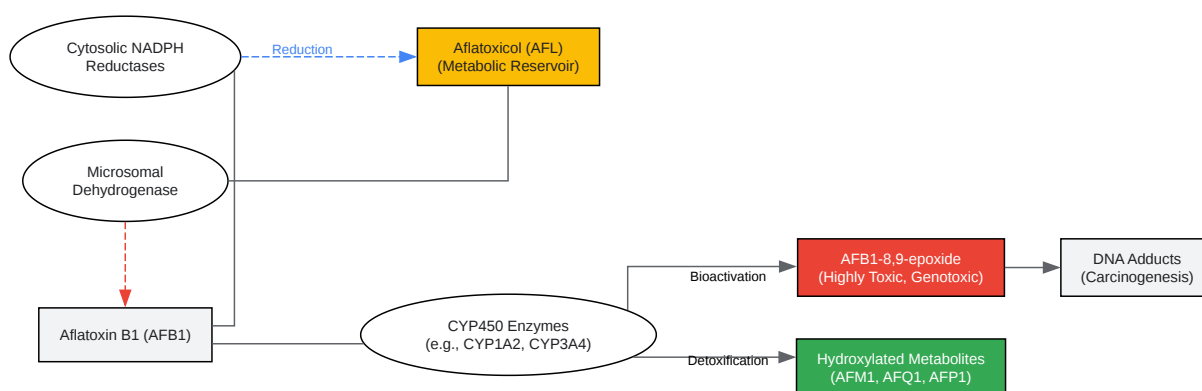 Cytosolic NADPH
Reductases
Reduction
Aflatoxicol (AFL)
(Metabolic Reservoir)
Microsomal
Dehydrogenase
Aflatoxin B1 (AFB1)
CYP450 Enzymes
(e.g., CYP1A2, CYP3A4)
Bioactivation
AFB1-8,9-epoxide
(Highly Toxic, Genotoxic)
DNA Adducts
(Carcinogenesis)
Detoxification
Hydroxylated Metabolites
(AFM1, AFQ1, AFP1)